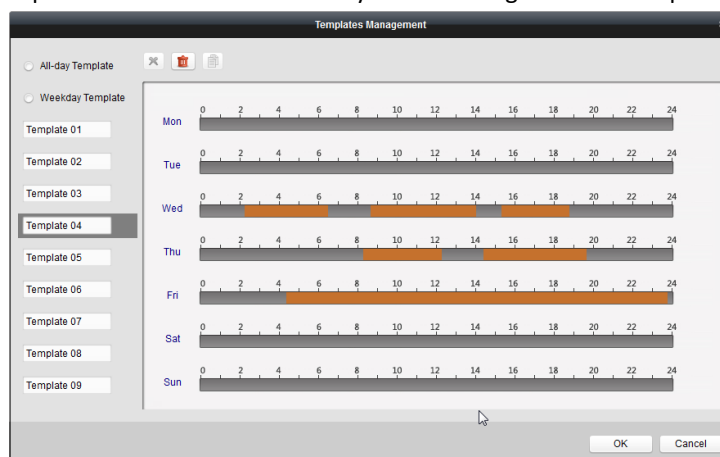 Templates Management
All-day Template
Weekday Template
Template 01
Template 02
Template 03
Template 04
Template 05
Template 06
Template 07
Template 08
Template 09
0 2 4 6 8 10 12 14 16 18 20 22 24
Mon
0 2 4 6 8 10 12 14 16 18 20 22 24
Tue
0 2 4 6 8 10 12 14 16 18 20 22 24
Wed
0 2 4 6 8 10 12 14 16 18 20 22 24
Thu
0 2 4 6 8 10 12 14 16 18 20 22 24
Fri
0 2 4 6 8 10 12 14 16 18 20 22 24
Sat
0 2 4 6 8 10 12 14 16 18 20 22 24
Sun
OK Cancel